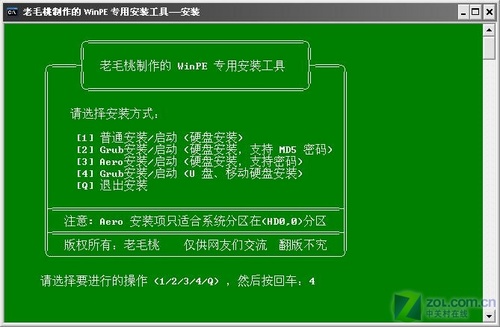 老毛桃制作的 WinPE 专用安装工具——安装
老毛桃制作的 WinPE 专用安装工具
请选择安装方式:
[1] 普通安装/启动 (硬盘安装)
[2] Grub安装/启动 (硬盘安装, 支持 MD5 密码)
[3] Aero安装/启动 (硬盘安装, 支持密码)
[4] Grub安装/启动 (U 盘、移动硬盘安装)
[Q] 退出安装
注意: Aero 安装项只适合系统分区在(HD0,0)分区
版权所有: 老毛桃 仅供网友们交流 翻版不究
请选择要进行的操作 (1/2/3/4/Q) , 然后按回车: 4
ZOL.COM.CN
中关村在线